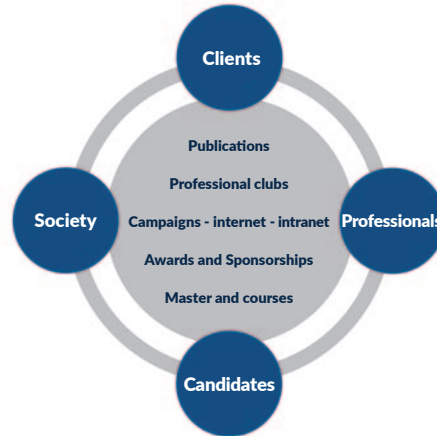 Clients
Publications
Professional clubs
Society
Campaigns - internet - intranet
Professionals
Awards and Sponsorships
Master and courses
Candidates